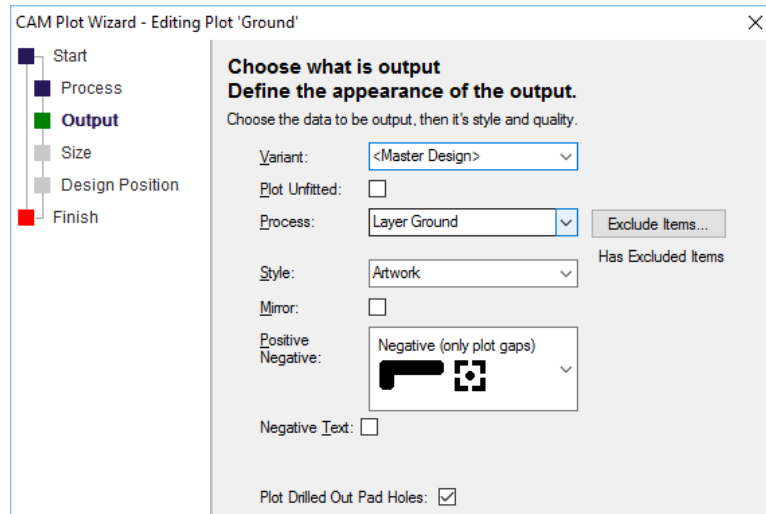 CAM Plot Wizard - Editing Plot 'Ground'
Start
Process
Output
Size
Design Position
Finish
Choose what is output
Define the appearance of the output.
Choose the data to be output, then it's style and quality.
Variant: <Master Design>
Plot Unfitted:
Process: Layer Ground Exclude Items...
Has Excluded Items
Style: Artwork
Mirror:
Positive
Negative:
Negative (only plot gaps)
Negative Text:
Plot Drilled Out Pad Holes: